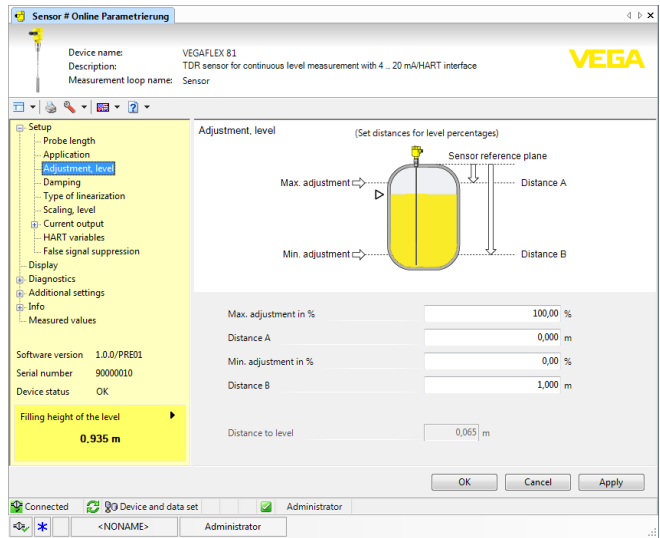 Sensor # Online Parametrierung
Device name: VEGAFLEX 81
Description: TDR sensor for continuous level measurement with 4 .. 20 mA/HART interface
Measurement loop name: Sensor
VEGA
Setup
Probe length
Application
Adjustment, level
Damping
Type of linearization
Scaling, level
Current output
HART variables
False signal suppression
Display
Diagnostics
Additional settings
Info
Measured values
Software version 1.0.0/PRE01
Serial number 90000010
Device status OK
Filling height of the level
0,935 m
Adjustment, level
(Set distances for level percentages)
Sensor reference plane
Max. adjustment
Distance A
Min. adjustment
Distance B
Max. adjustment in % 100,00 %
Distance A 0,000 m
Min. adjustment in % 0,00 %
Distance B 1,000 m
Distance to level 0,065 m
OK Cancel Apply
Connected Device and data set Administrator
<NONAME> Administrator